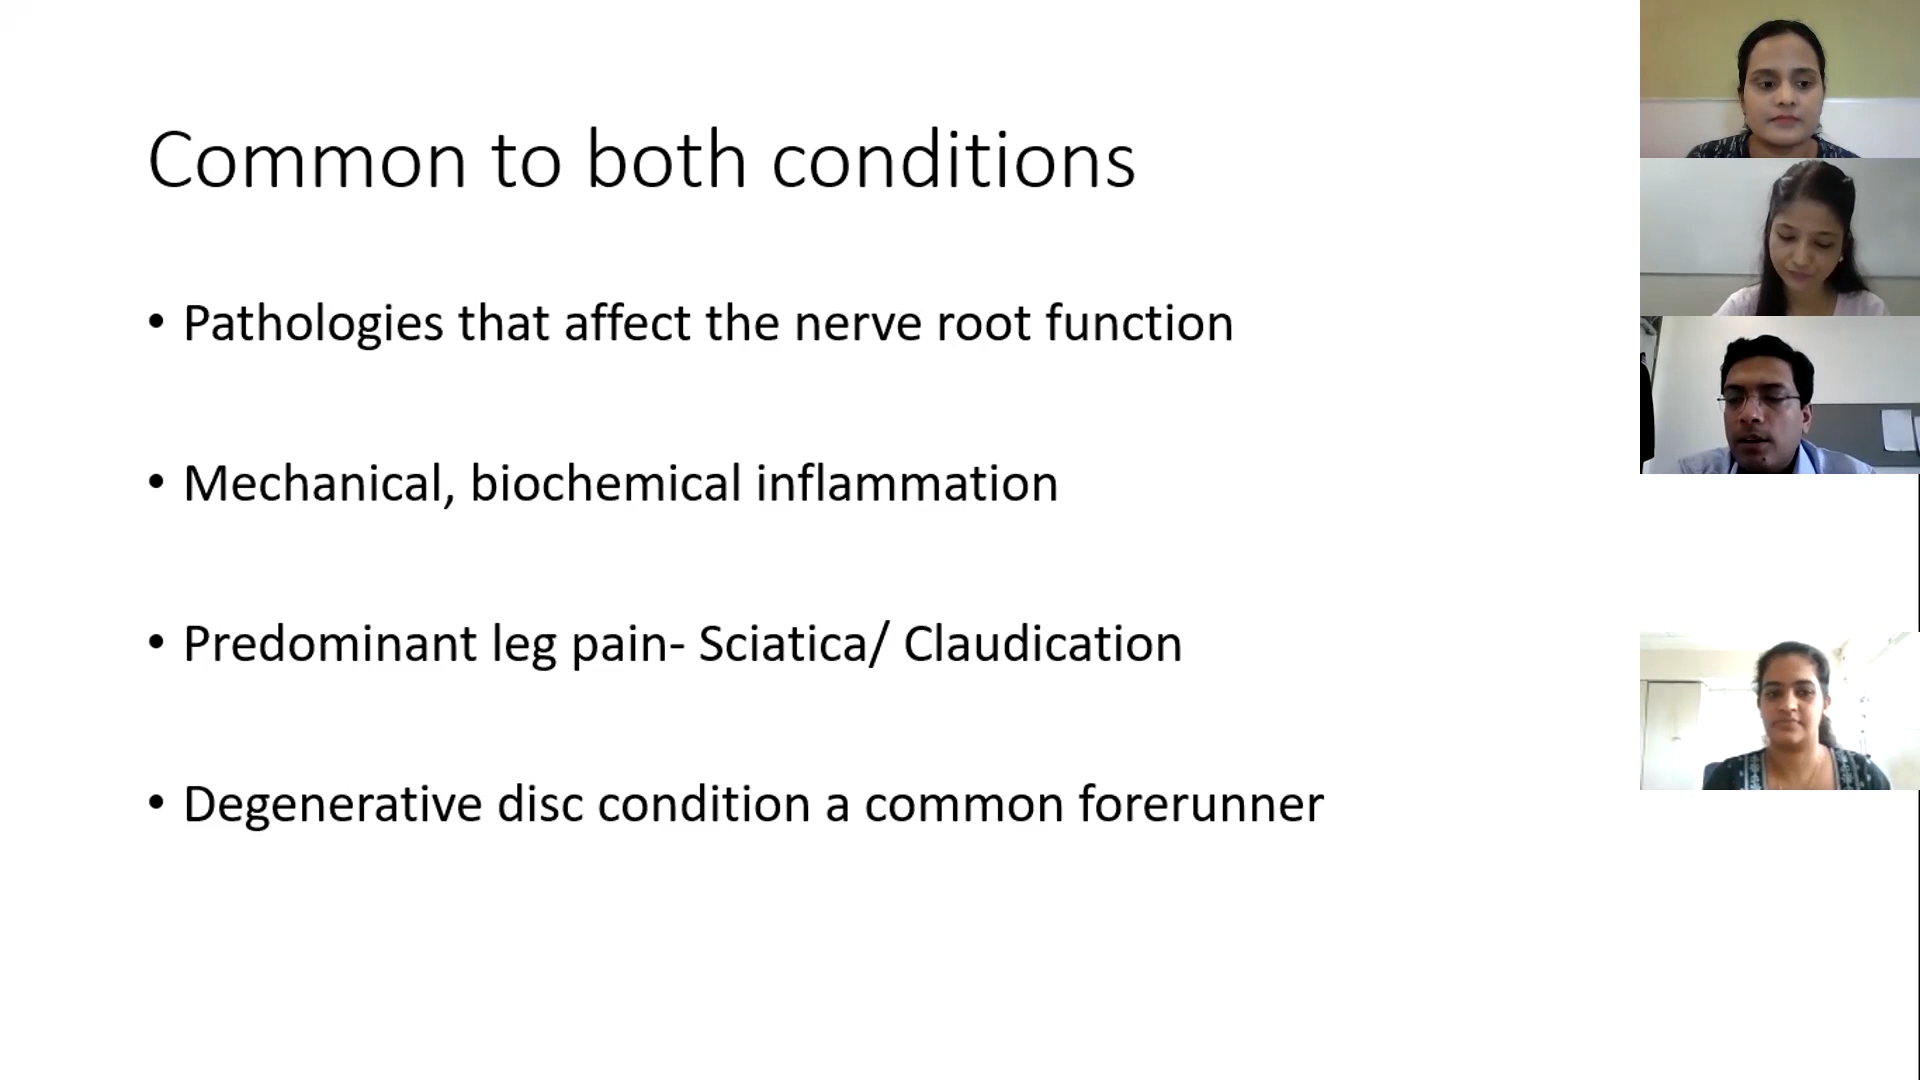 Common to both conditions
• Pathologies that affect the nerve root function
• Mechanical, biochemical inflammation
• Predominant leg pain- Sciatica/ Claudication
• Degenerative disc condition a common forerunner